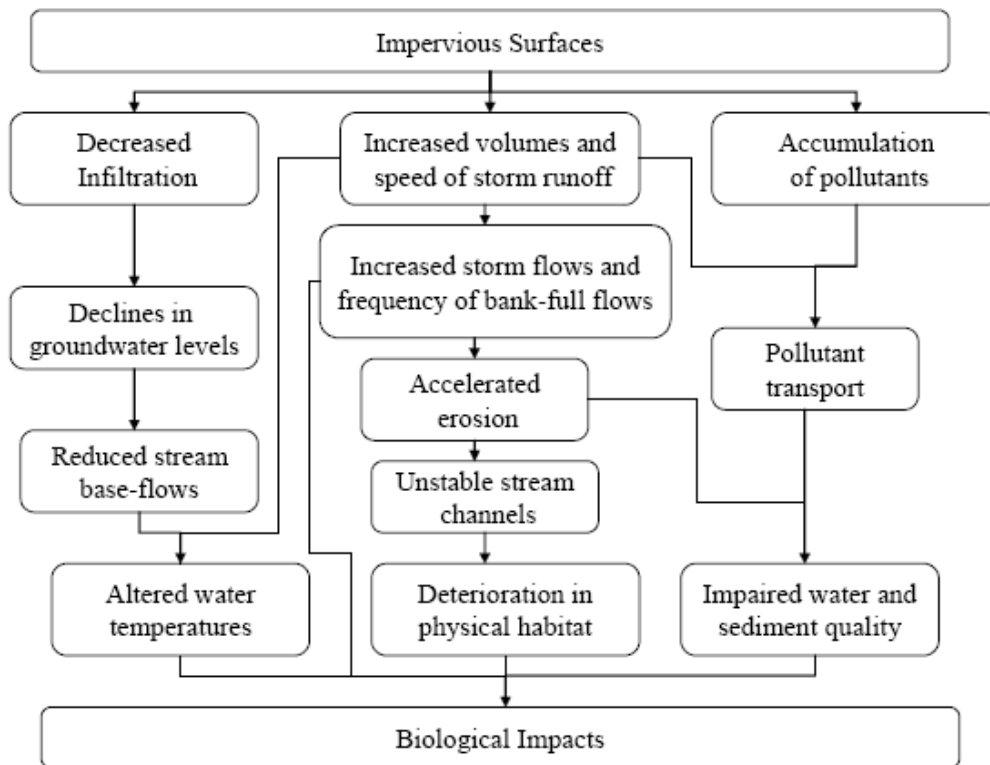 Impervious Surfaces
Decreased
Infiltration
Increased volumes and
speed of storm runoff
Accumulation
of pollutants
Increased storm flows and
frequency of bank-full flows
Declines in
groundwater levels
Pollutant
transport
Accelerated
erosion
Reduced stream
base-flows
Unstable stream
channels
Altered water
temperatures
Deterioration in
physical habitat
Impaired water and
sediment quality
Biological Impacts